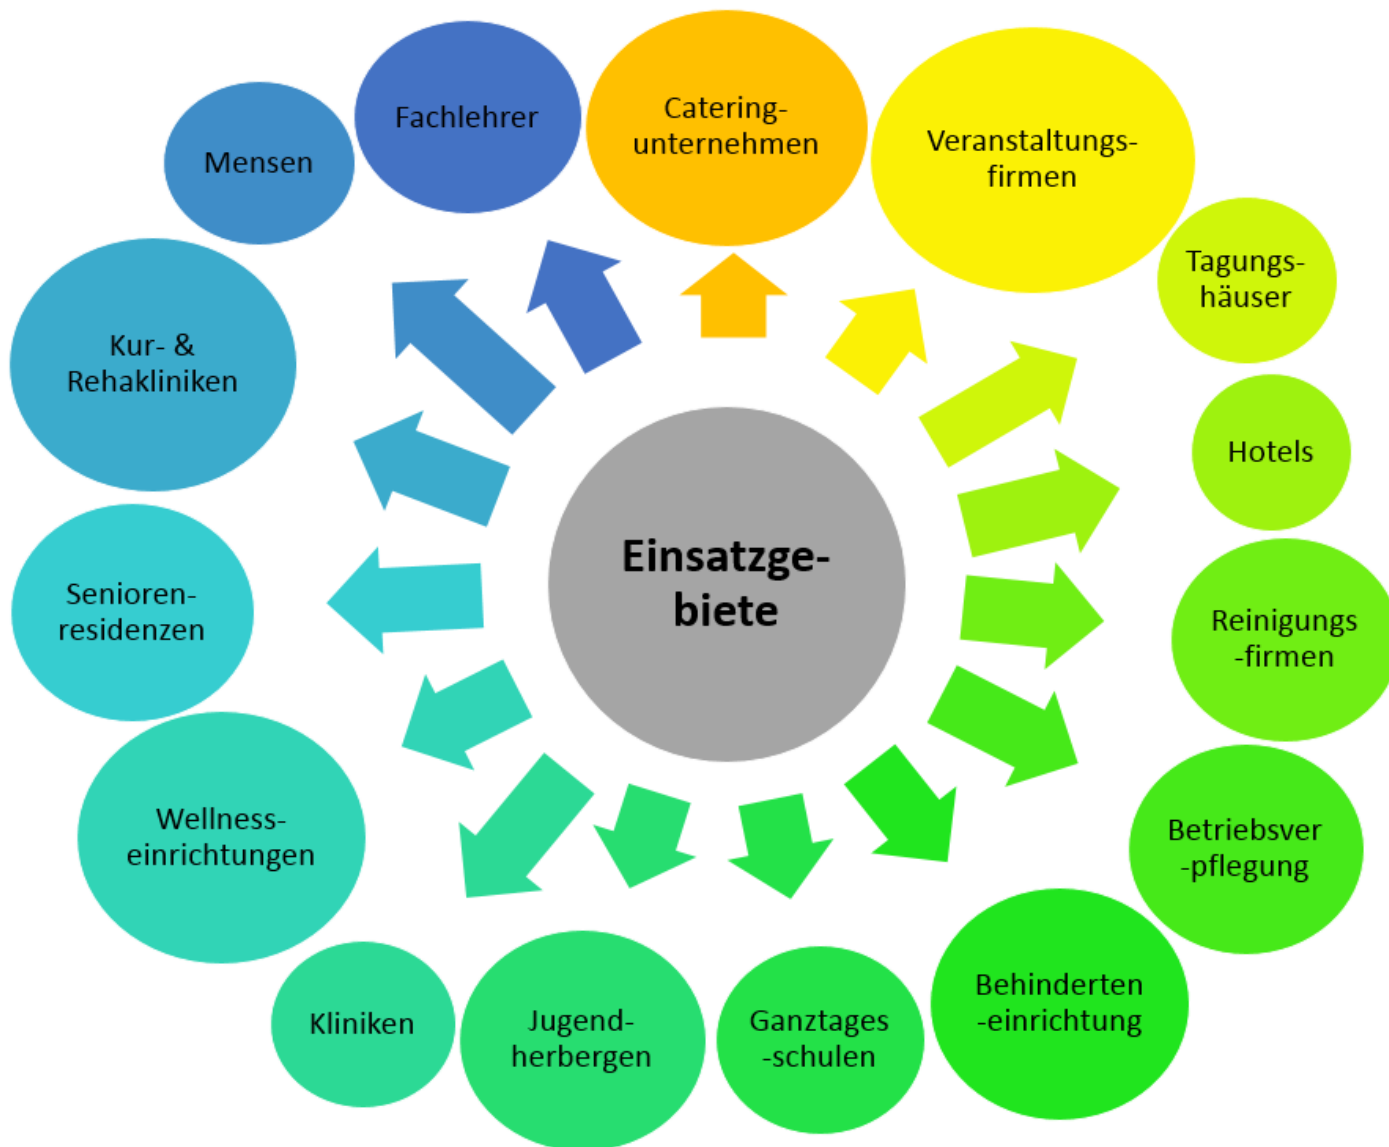 Catering-
unternehmen
Veranstaltungs-
firmen
Tagungs-
häuser
Hotels
Reinigungs
-firmen
Betriebsver
-pflegung
Behinderten
-einrichtung
Ganztages
-schulen
Jugend-
herbergen
Kliniken
Wellness-
einrichtungen
Senioren-
residenzen
Kur- &
Rehakliniken
Mensen
Fachlehrer
Einsatzge-
biete